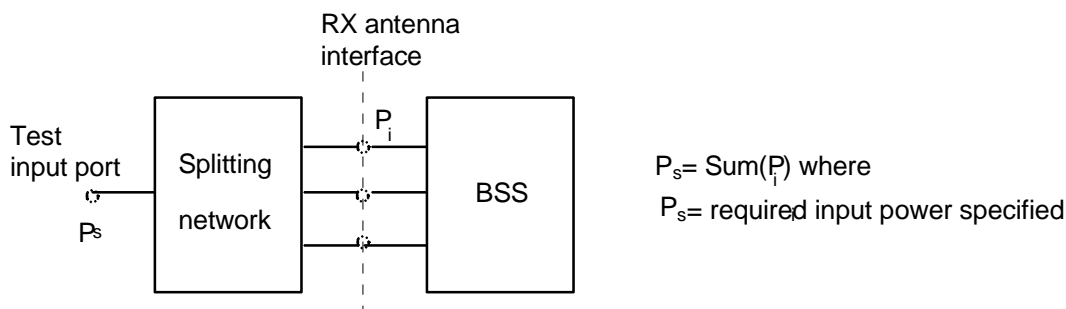 RX antenna
interface
Test
input port
Ps
Splitting
network
Pi
BSS
Ps= Sum(Pi) where
Ps= required input power specified